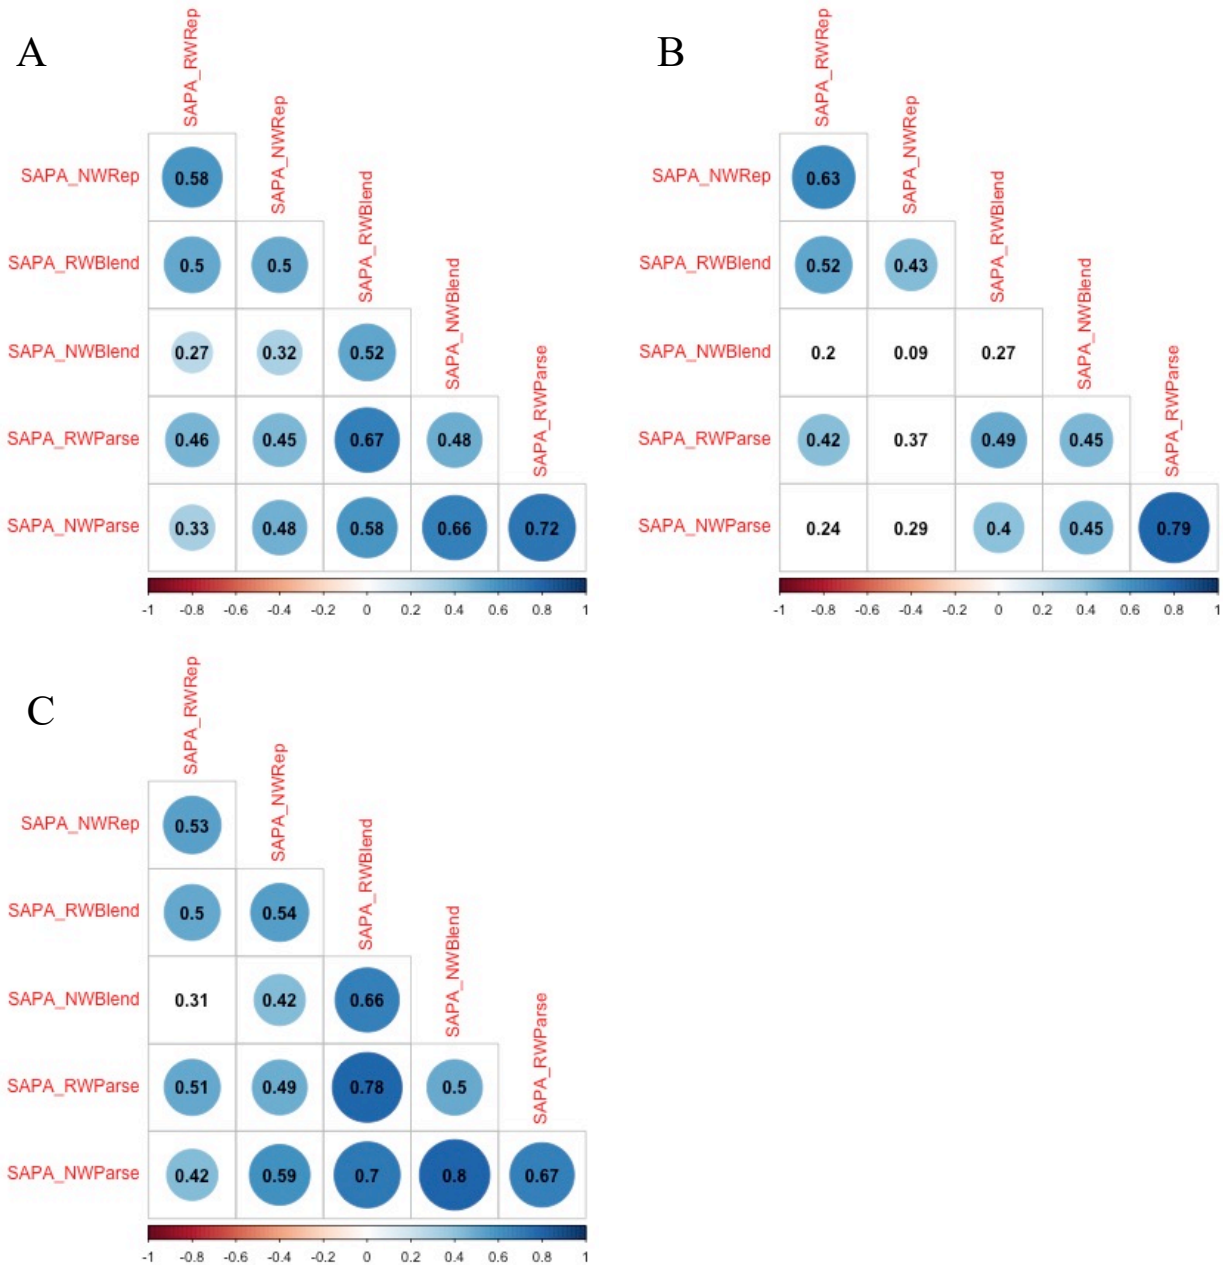 A
SAPA_RWRep
SAPA_NWRep
SAPA_RWBlend
SAPA_NWBlend
SAPA_RWParse
SAPA_NWRep 0.58
SAPA_RWBlend 0.5 0.5
SAPA_NWBlend 0.27 0.32 0.52
SAPA_RWParse 0.46 0.45 0.67 0.48
SAPA_NWParse 0.33 0.48 0.58 0.66 0.72
-1 -0.8 -0.6 -0.4 -0.2 0 0.2 0.4 0.6 0.8 1
B
SAPA_RWRep
SAPA_NWRep
SAPA_RWBlend
SAPA_NWBlend
SAPA_RWParse
SAPA_NWRep 0.63
SAPA_RWBlend 0.52 0.43
SAPA_NWBlend 0.2 0.09 0.27
SAPA_RWParse 0.42 0.37 0.49 0.45
SAPA_NWParse 0.24 0.29 0.4 0.45 0.79
-1 -0.8 -0.6 -0.4 -0.2 0 0.2 0.4 0.6 0.8 1
C
SAPA_RWRep
SAPA_NWRep
SAPA_RWBlend
SAPA_NWBlend
SAPA_RWParse
SAPA_NWRep 0.53
SAPA_RWBlend 0.5 0.54
SAPA_NWBlend 0.31 0.42 0.66
SAPA_RWParse 0.51 0.49 0.78 0.5
SAPA_NWParse 0.42 0.59 0.7 0.8 0.67
-1 -0.8 -0.6 -0.4 -0.2 0 0.2 0.4 0.6 0.8 1